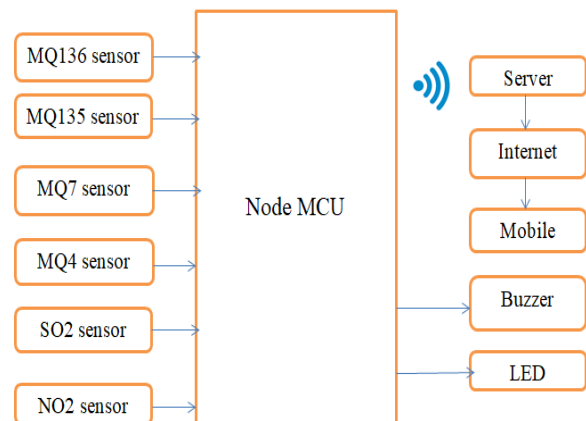 MQ136 sensor
MQ135 sensor
MQ7 sensor
MQ4 sensor
SO2 sensor
NO2 sensor
Node MCU
Server
Internet
Mobile
Buzzer
LED